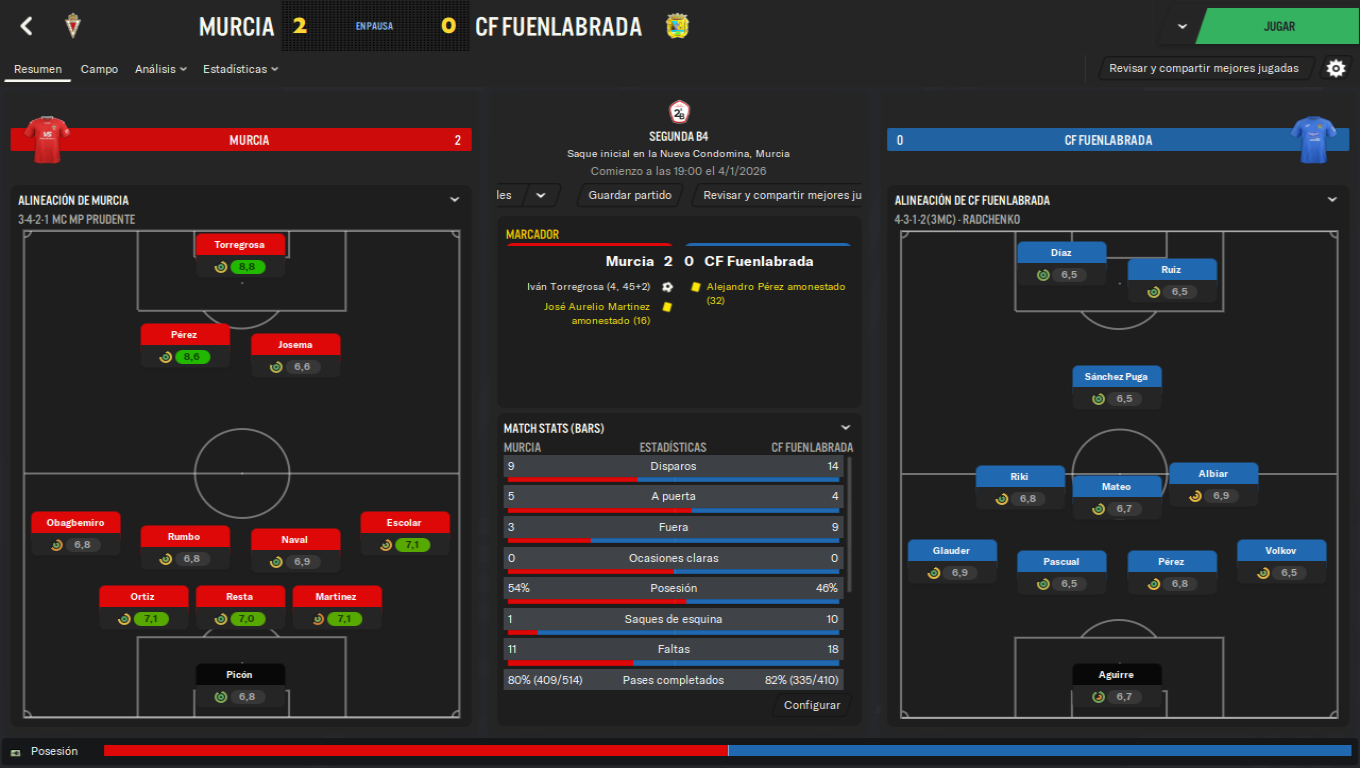 MURCIA 2 EN PAUSA 0 CF FUENLABRADA
JUGAR
Resumen Campo Análisis Estadísticas
Revisar y compartir mejores jugadas
MURCIA 2
ALINEACIÓN DE MURCIA
3-4-2-1 MC MP PRUDENTE
Torregrosa
8,8
Pérez
8,6
Josema
6,6
Obagbemiro
6,8
Rumbo
6,8
Naval
6,9
Escolar
7,1
Ortiz
7,1
Resta
7,0
Martinez
7,1
Picón
6,8
2B
SEGUNDA B4
Saque inicial en la Nueva Condomina, Murcia
Comienzo a las 19:00 el 4/1/2026
les
Guardar partido
Revisar y compartir mejores ju
MARCADOR
Murcia 2 0 CF Fuenlabrada
Iván Torregrosa (4, 45+2)
José Aurelio Martinez
amonestado (16)
Alejandro Pérez amonestado
(32)
MATCH STATS (BARS)
MURCIA ESTADÍSTICAS CF FUENLABRADA
9 Disparos 14
5 A puerta 4
3 Fuera 9
0 Ocasiones claras 0
54% Posesión 46%
1 Saques de esquina 10
11 Faltas 18
80% (409/514) Pases completados 82% (335/410)
Configurar
0 CF FUENLABRADA
ALINEACIÓN DE CF FUENLABRADA
4-3-1-2(3MC) - RADCHENKO
Díaz
6,5
Ruiz
6,5
Sánchez Puga
6,5
Riki
6,8
Mateo
6,7
Albiar
6,9
Glauder
6,9
Pascual
6,5
Pérez
6,8
Volkov
6,5
Aguirre
6,7
Posesión